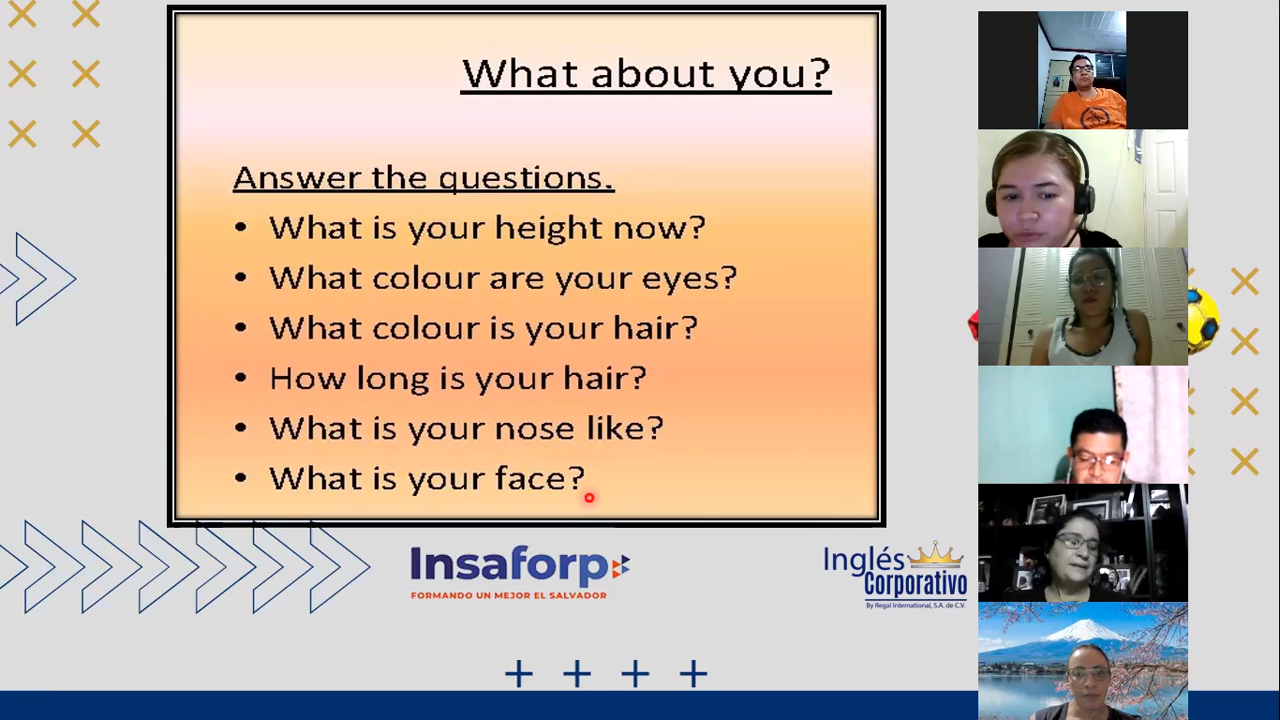 What about you?
Answer the questions.
• What is your height now?
• What colour are your eyes?
• What colour is your hair?
• How long is your hair?
• What is your nose like?
• What is your face?
Insaforp
FORMANDO UN MEJOR EL SALVADOR
Inglés
Corporativo
By Regal International, S.A. de C.V.